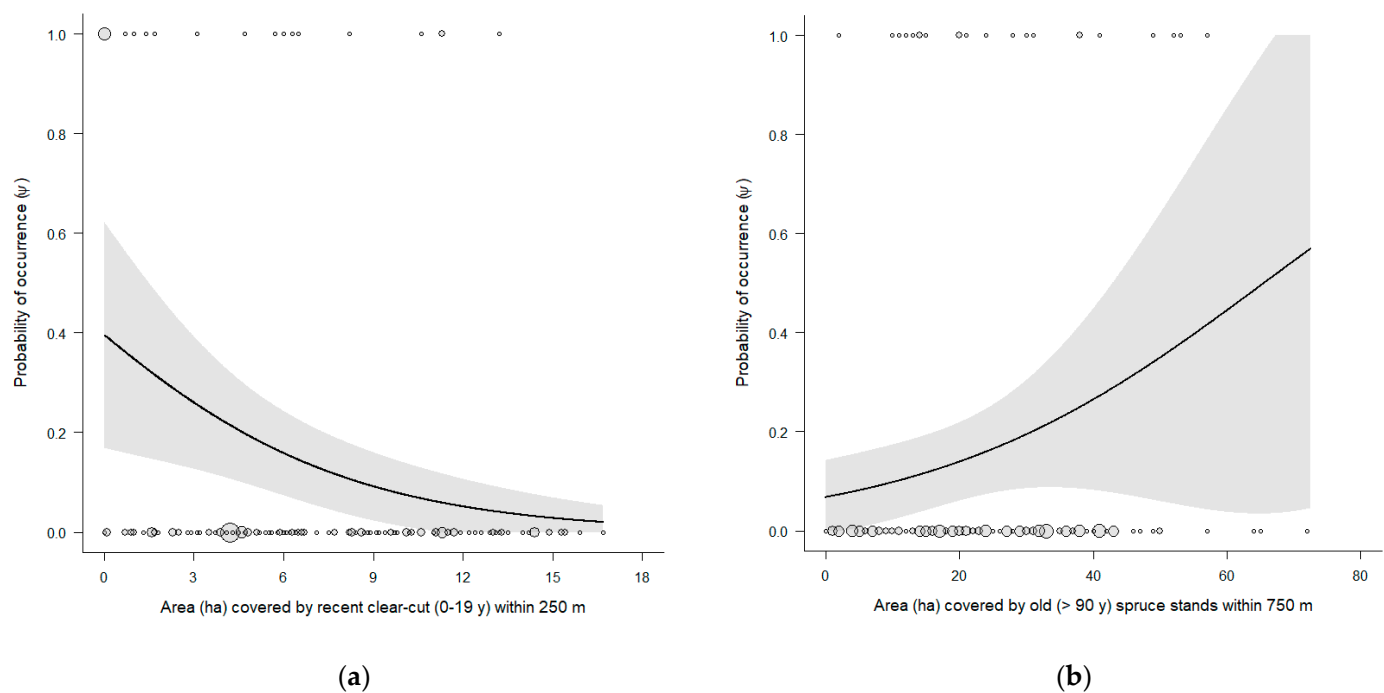 1.0
0.8
0.6
0.4
0.2
0.0
Probability of occurrence (ψ)
0 3 6 9 12 15 18
Area (ha) covered by recent clear-cut (0-19 y) within 250 m
(a)
1.0
0.8
0.6
0.4
0.2
0.0
Probability of occurrence (ψ)
0 20 40 60 80
Area (ha) covered by old (> 90 y) spruce stands within 750 m
(b)